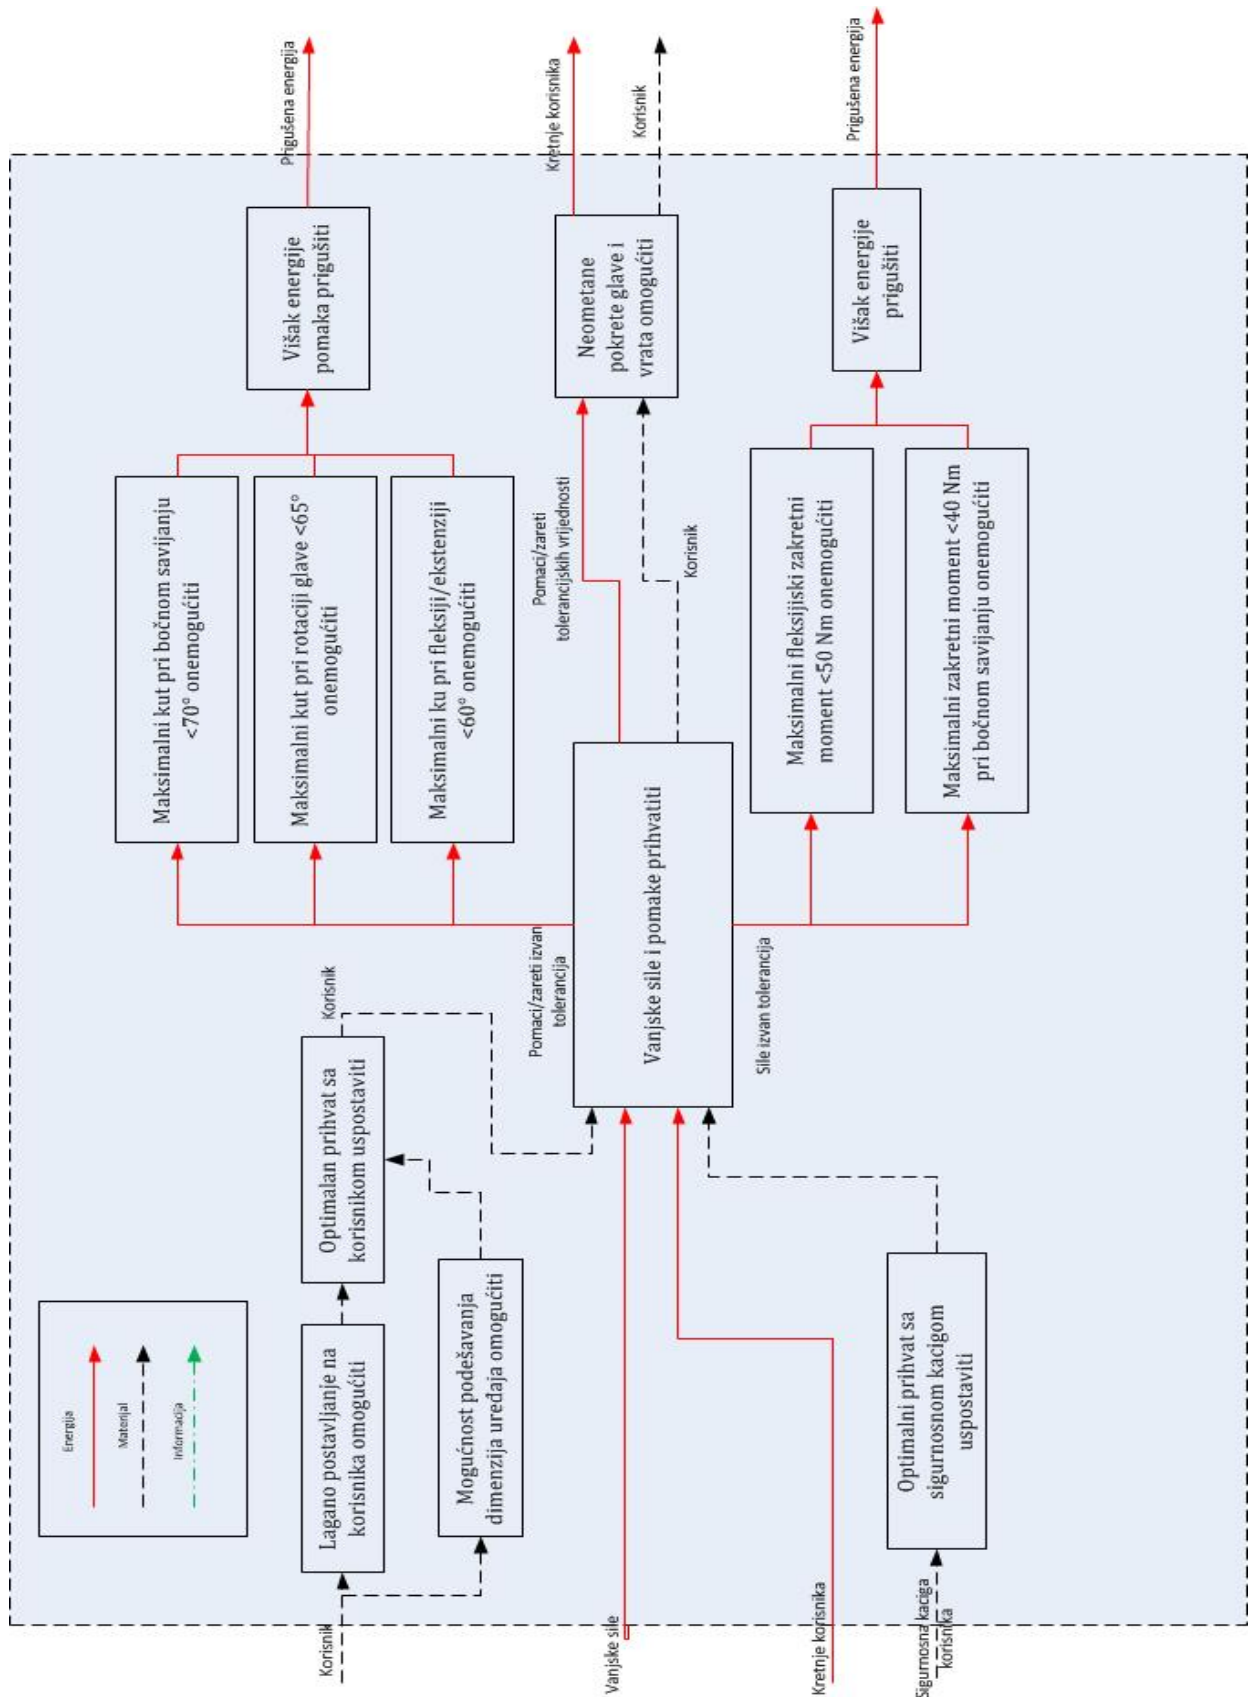 Energija
Materijal
Informacija
Korisnik
Lagano postavljanje na
korisnika omogućiti
Mogućnost podešavanja
dimenzija uređaja omogućiti
Optimalan prihvat sa
korisnikom uspostaviti
Korisnik
Vanjske sile
Kretnje korisnika
Sigurnosna kaciga
korisnika
Optimalni prihvat sa
sigurnosnom kacigom
uspostaviti
Vanjske sile i pomake prihvatiti
Pomaci/zareti izvan
tolerancija
Sile izvan tolerancija
Maksimalni kut pri bočnom savijanju
<70° onemogućiti
Maksimalni kut pri rotaciji glave <65°
onemogućiti
Maksimalni ku pri fleksiji/ekstenziji
<60° onemogućiti
Pomaci/zareti
tolerancijskih vrijednosti
Korisnik
Maksimalni fleksijski zakretni
moment <50 Nm onemogućiti
Maksimalni zakretni moment <40 Nm
pri bočnom savijanju onemogućiti
Višak energije
pomaka prigušiti
Neometane
pokrete glave i
vrata omogućiti
Višak energije
prigušiti
Prigušena energija
Kretnje korisnika
Korisnik
Prigušena energija